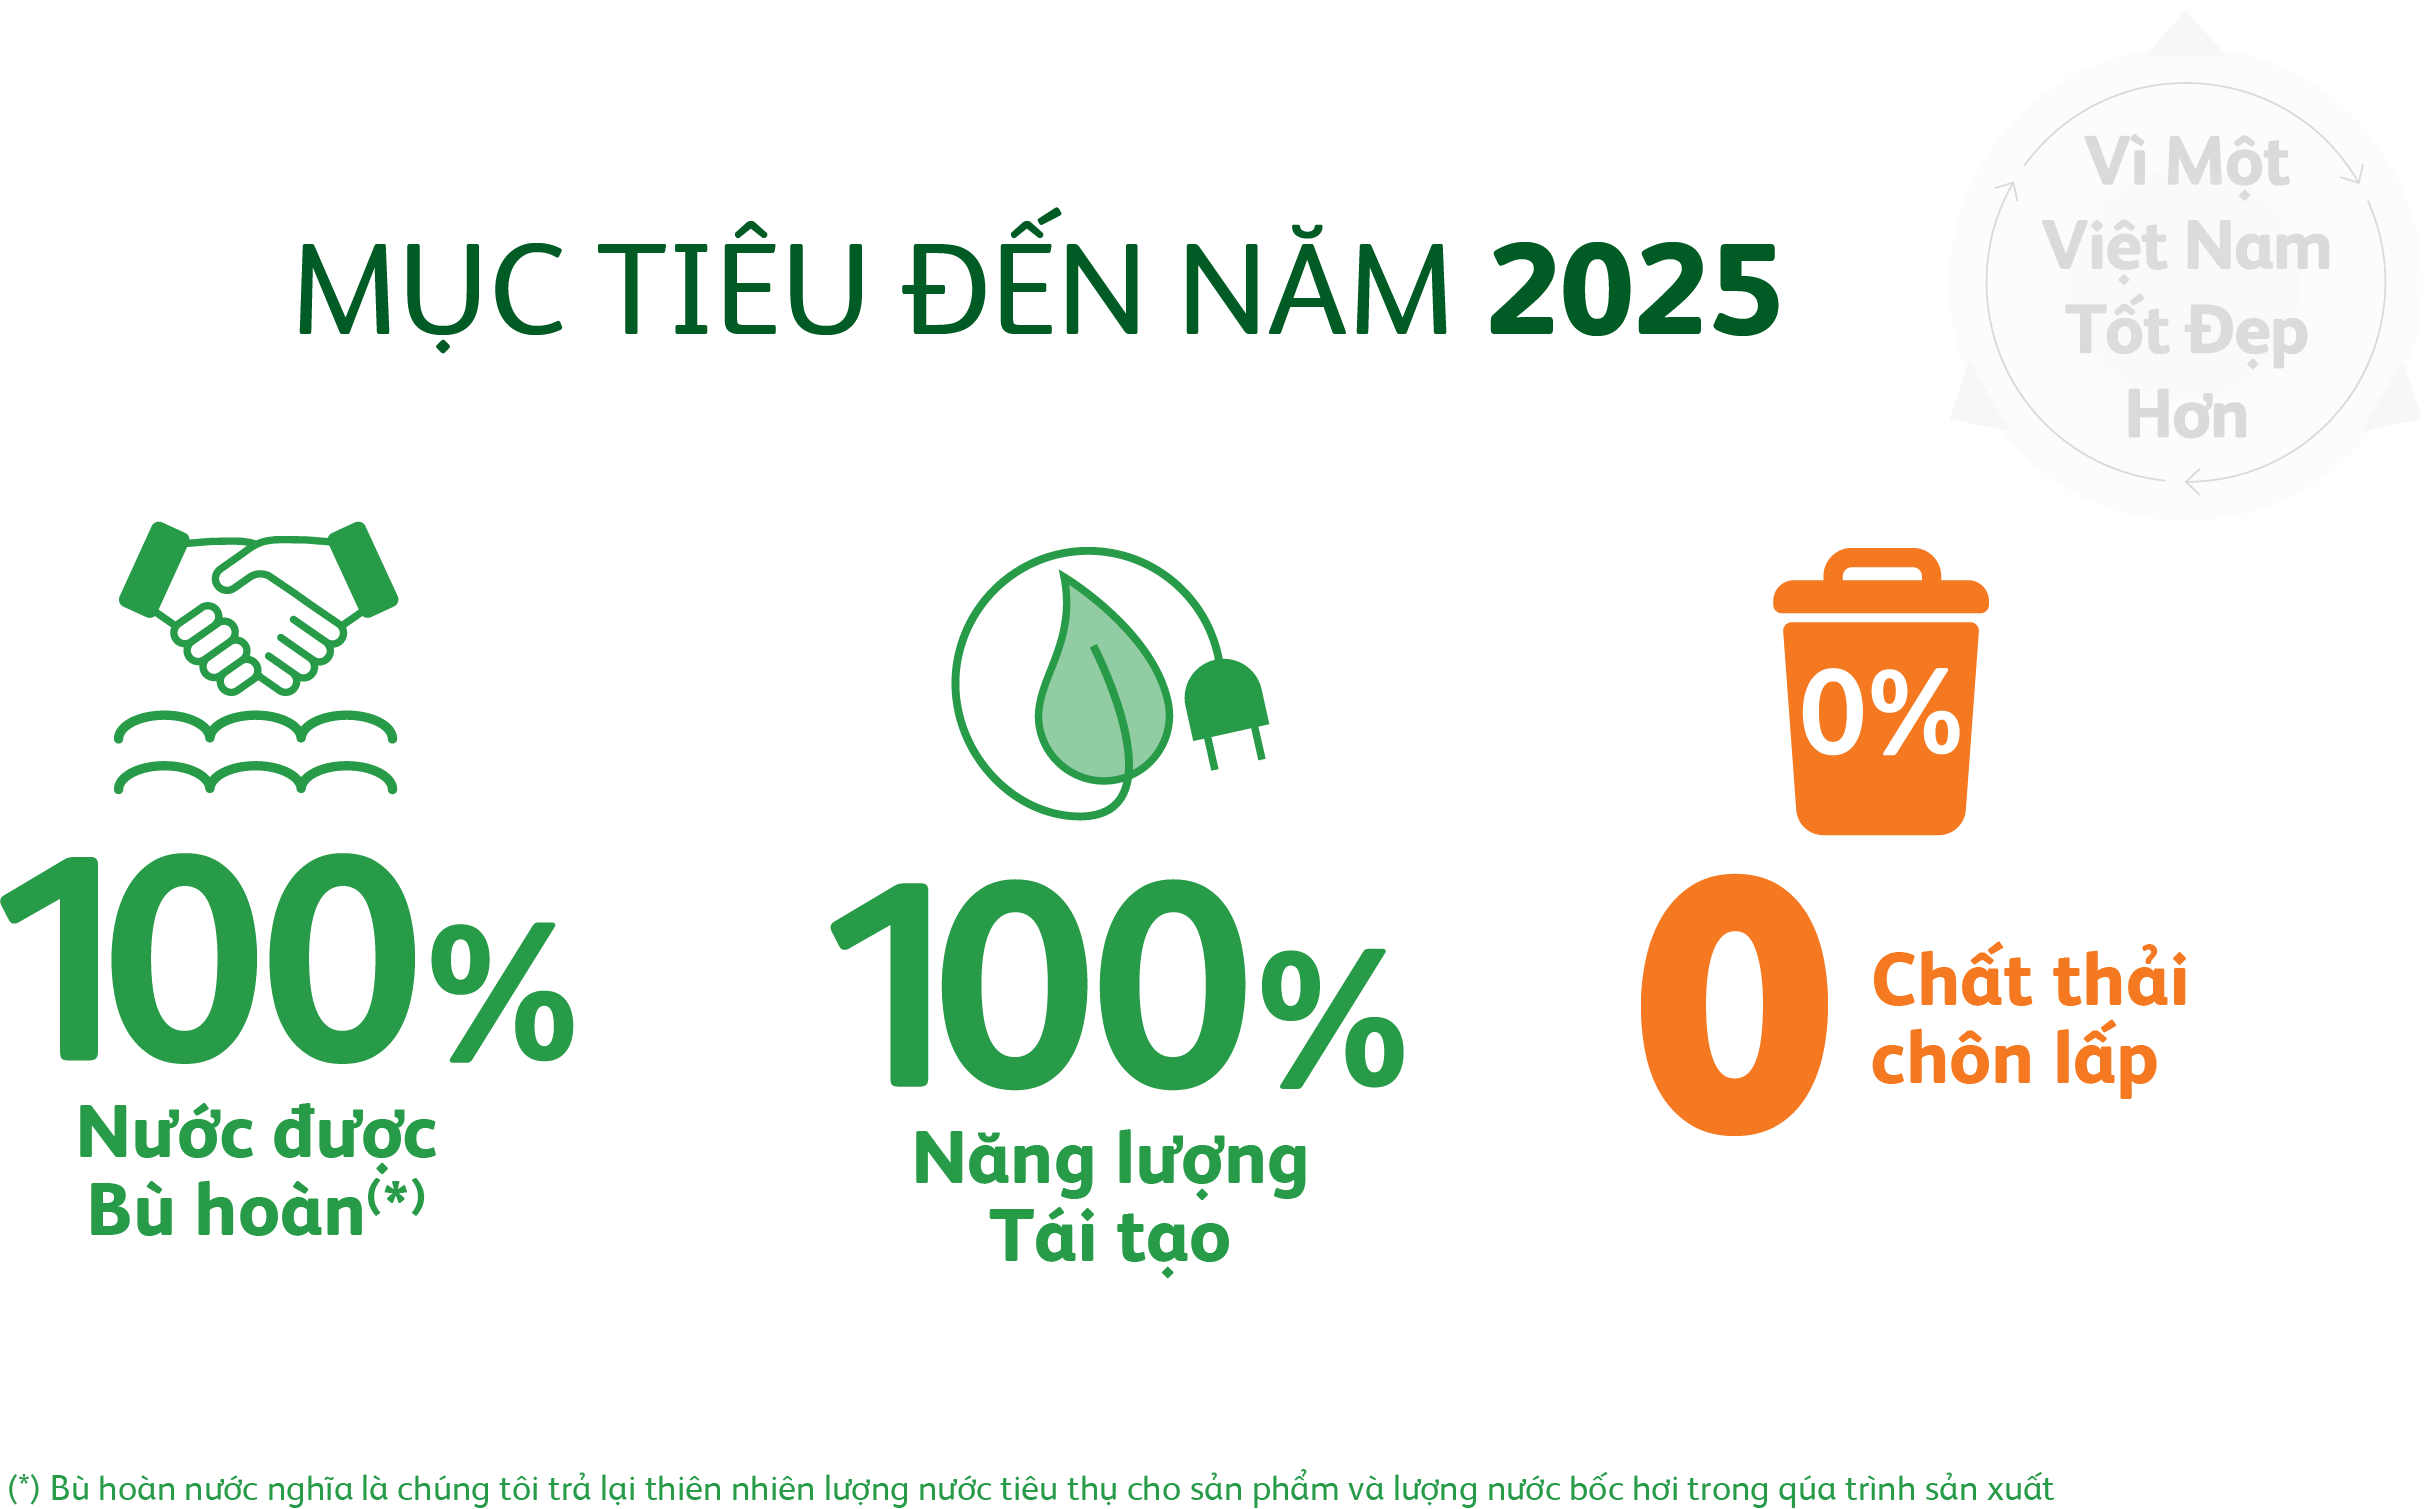 Vì Một
Việt Nam
Tốt Đẹp
Hơn
MỤC TIÊU ĐẾN NĂM 2025
100%
Nước được
Bù hoàn(*)
100%
Năng lượng
Tái tạo
0%
0
Chất thải
chôn lấp
(*) Bù hoàn nước nghĩa là chúng tôi trả lại thiên nhiên lượng nước tiêu thụ cho sản phẩm và lượng nước bốc hơi trong qúa trình sản xuất